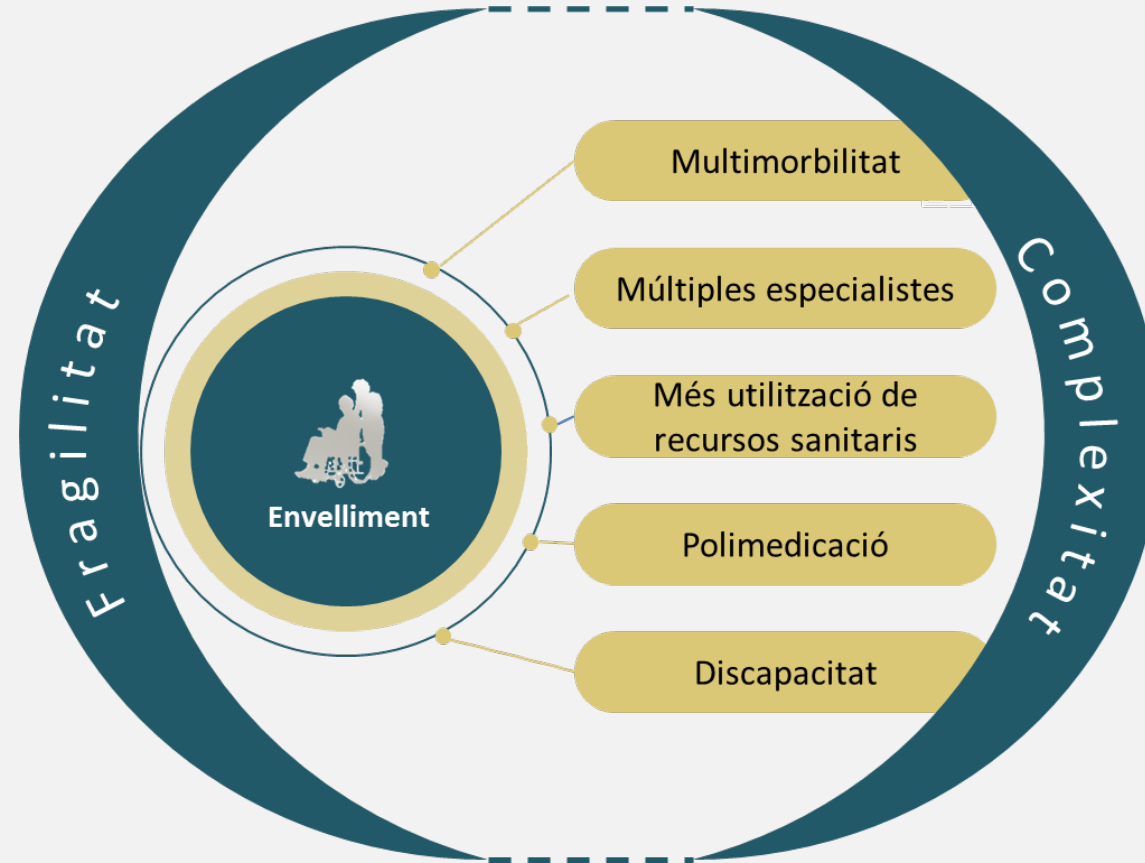 Fragilitat
Envelliment
Multimorbilitat
Múltiples especialistes
Més utilització de
recursos sanitaris
Polimedicació
Discapacitat
Complexitat